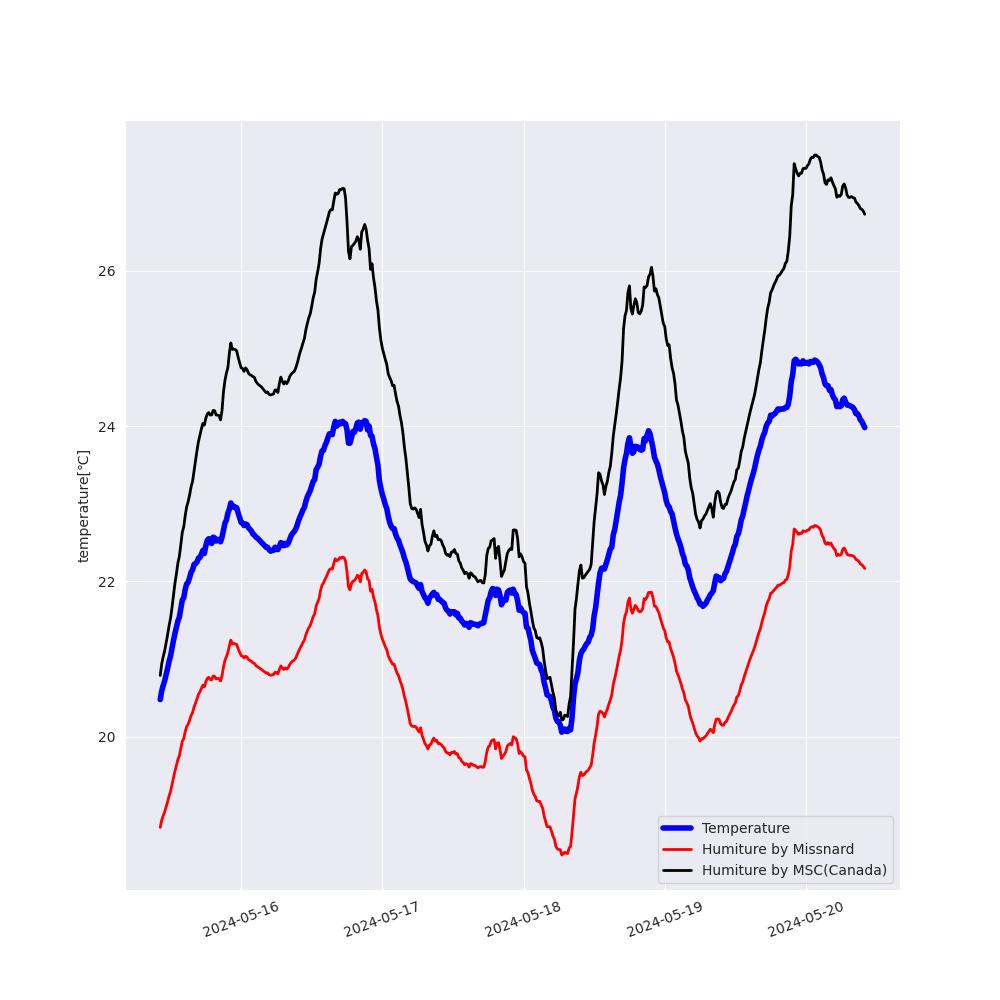 26
24
22
20
temperature[℃]
Temperature
Humiture by Missnard
Humiture by MSC(Canada)
2024-05-16
2024-05-17
2024-05-18
2024-05-19
2024-05-20